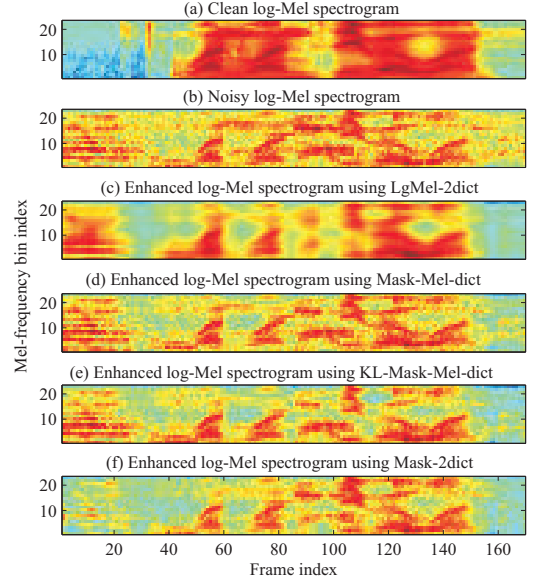 (a) Clean log-Mel spectrogram
20
10
(b) Noisy log-Mel spectrogram
20
10
(c) Enhanced log-Mel spectrogram using LgMel-2dict
20
10
Mel-frequency bin index
(d) Enhanced log-Mel spectrogram using Mask-Mel-dict
20
10
(e) Enhanced log-Mel spectrogram using KL-Mask-Mel-dict
20
10
(f) Enhanced log-Mel spectrogram using Mask-2dict
20
10
20 40 60 80 100 120 140 160
Frame index